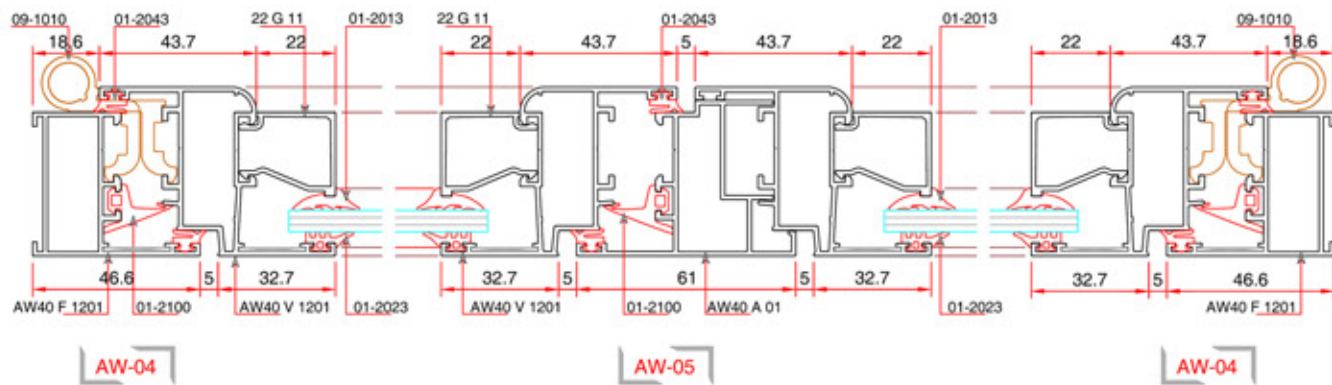 09-1010 01-2043 22 G 11 01-2013 22 G 11 01-2043 01-2013 09-1010
18.6 43.7 22 22 43.7 5 43.7 22 22 43.7 18.6
46.6 5 32.7 32.7 5 61 5 32.7 32.7 5 46.6
AW40 F 1201 01-2100 AW40 V 1201 01-2023 AW40 V 1201 01-2100 AW40 A 01 01-2023 AW40 F 1201
AW-04 AW-05 AW-04